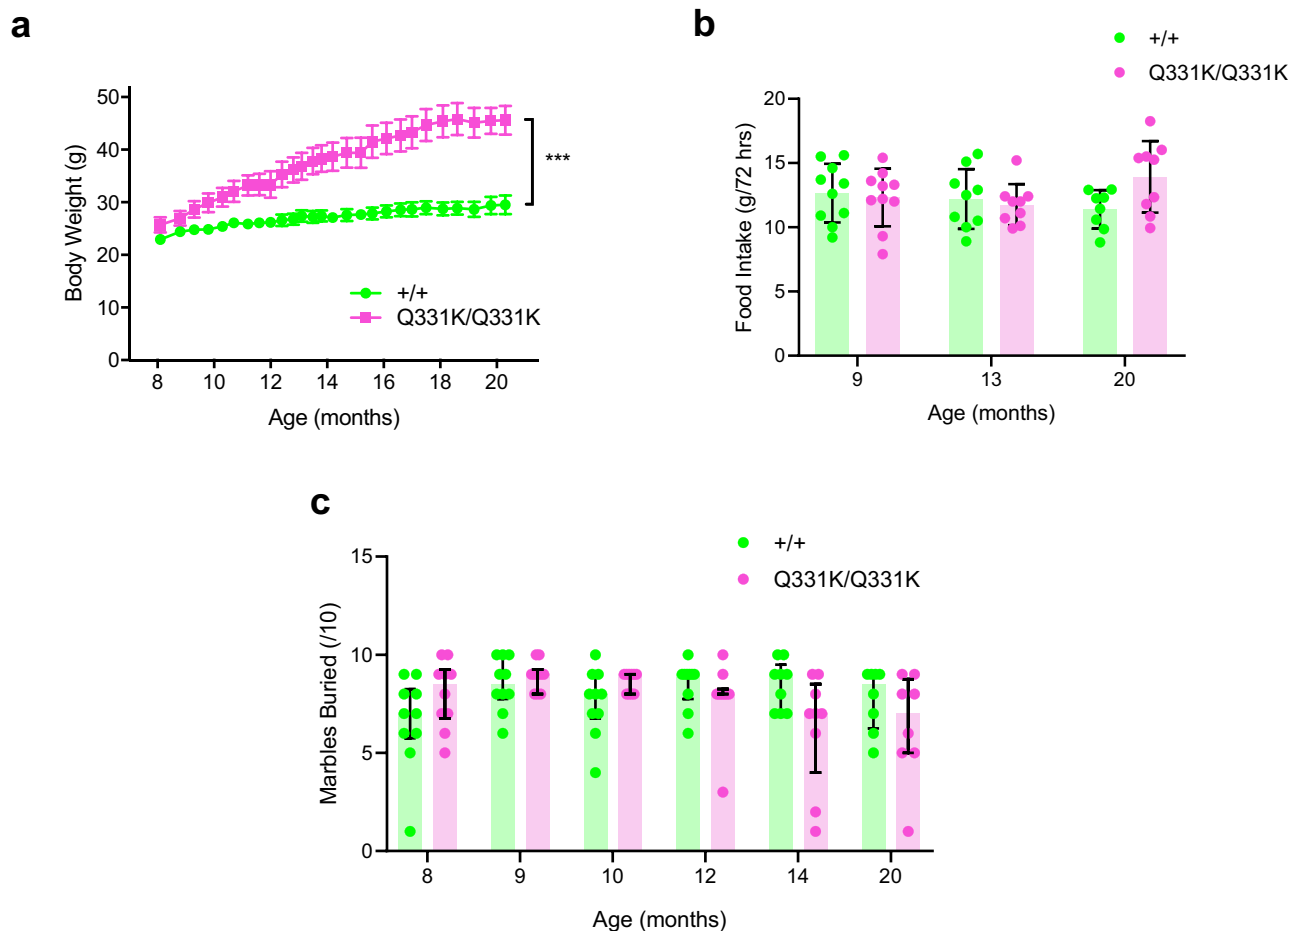 a
50
40
30
20
10
0
Body Weight (g)
8 10 12 14 16 18 20
Age (months)
+/+
Q331K/Q331K
***
b
+/+
Q331K/Q331K
20
15
10
5
0
Food Intake (g/72 hrs)
9 13 20
Age (months)
c
+/+
Q331K/Q331K
15
10
5
0
Marbles Buried (/10)
8 9 10 12 14 20
Age (months)